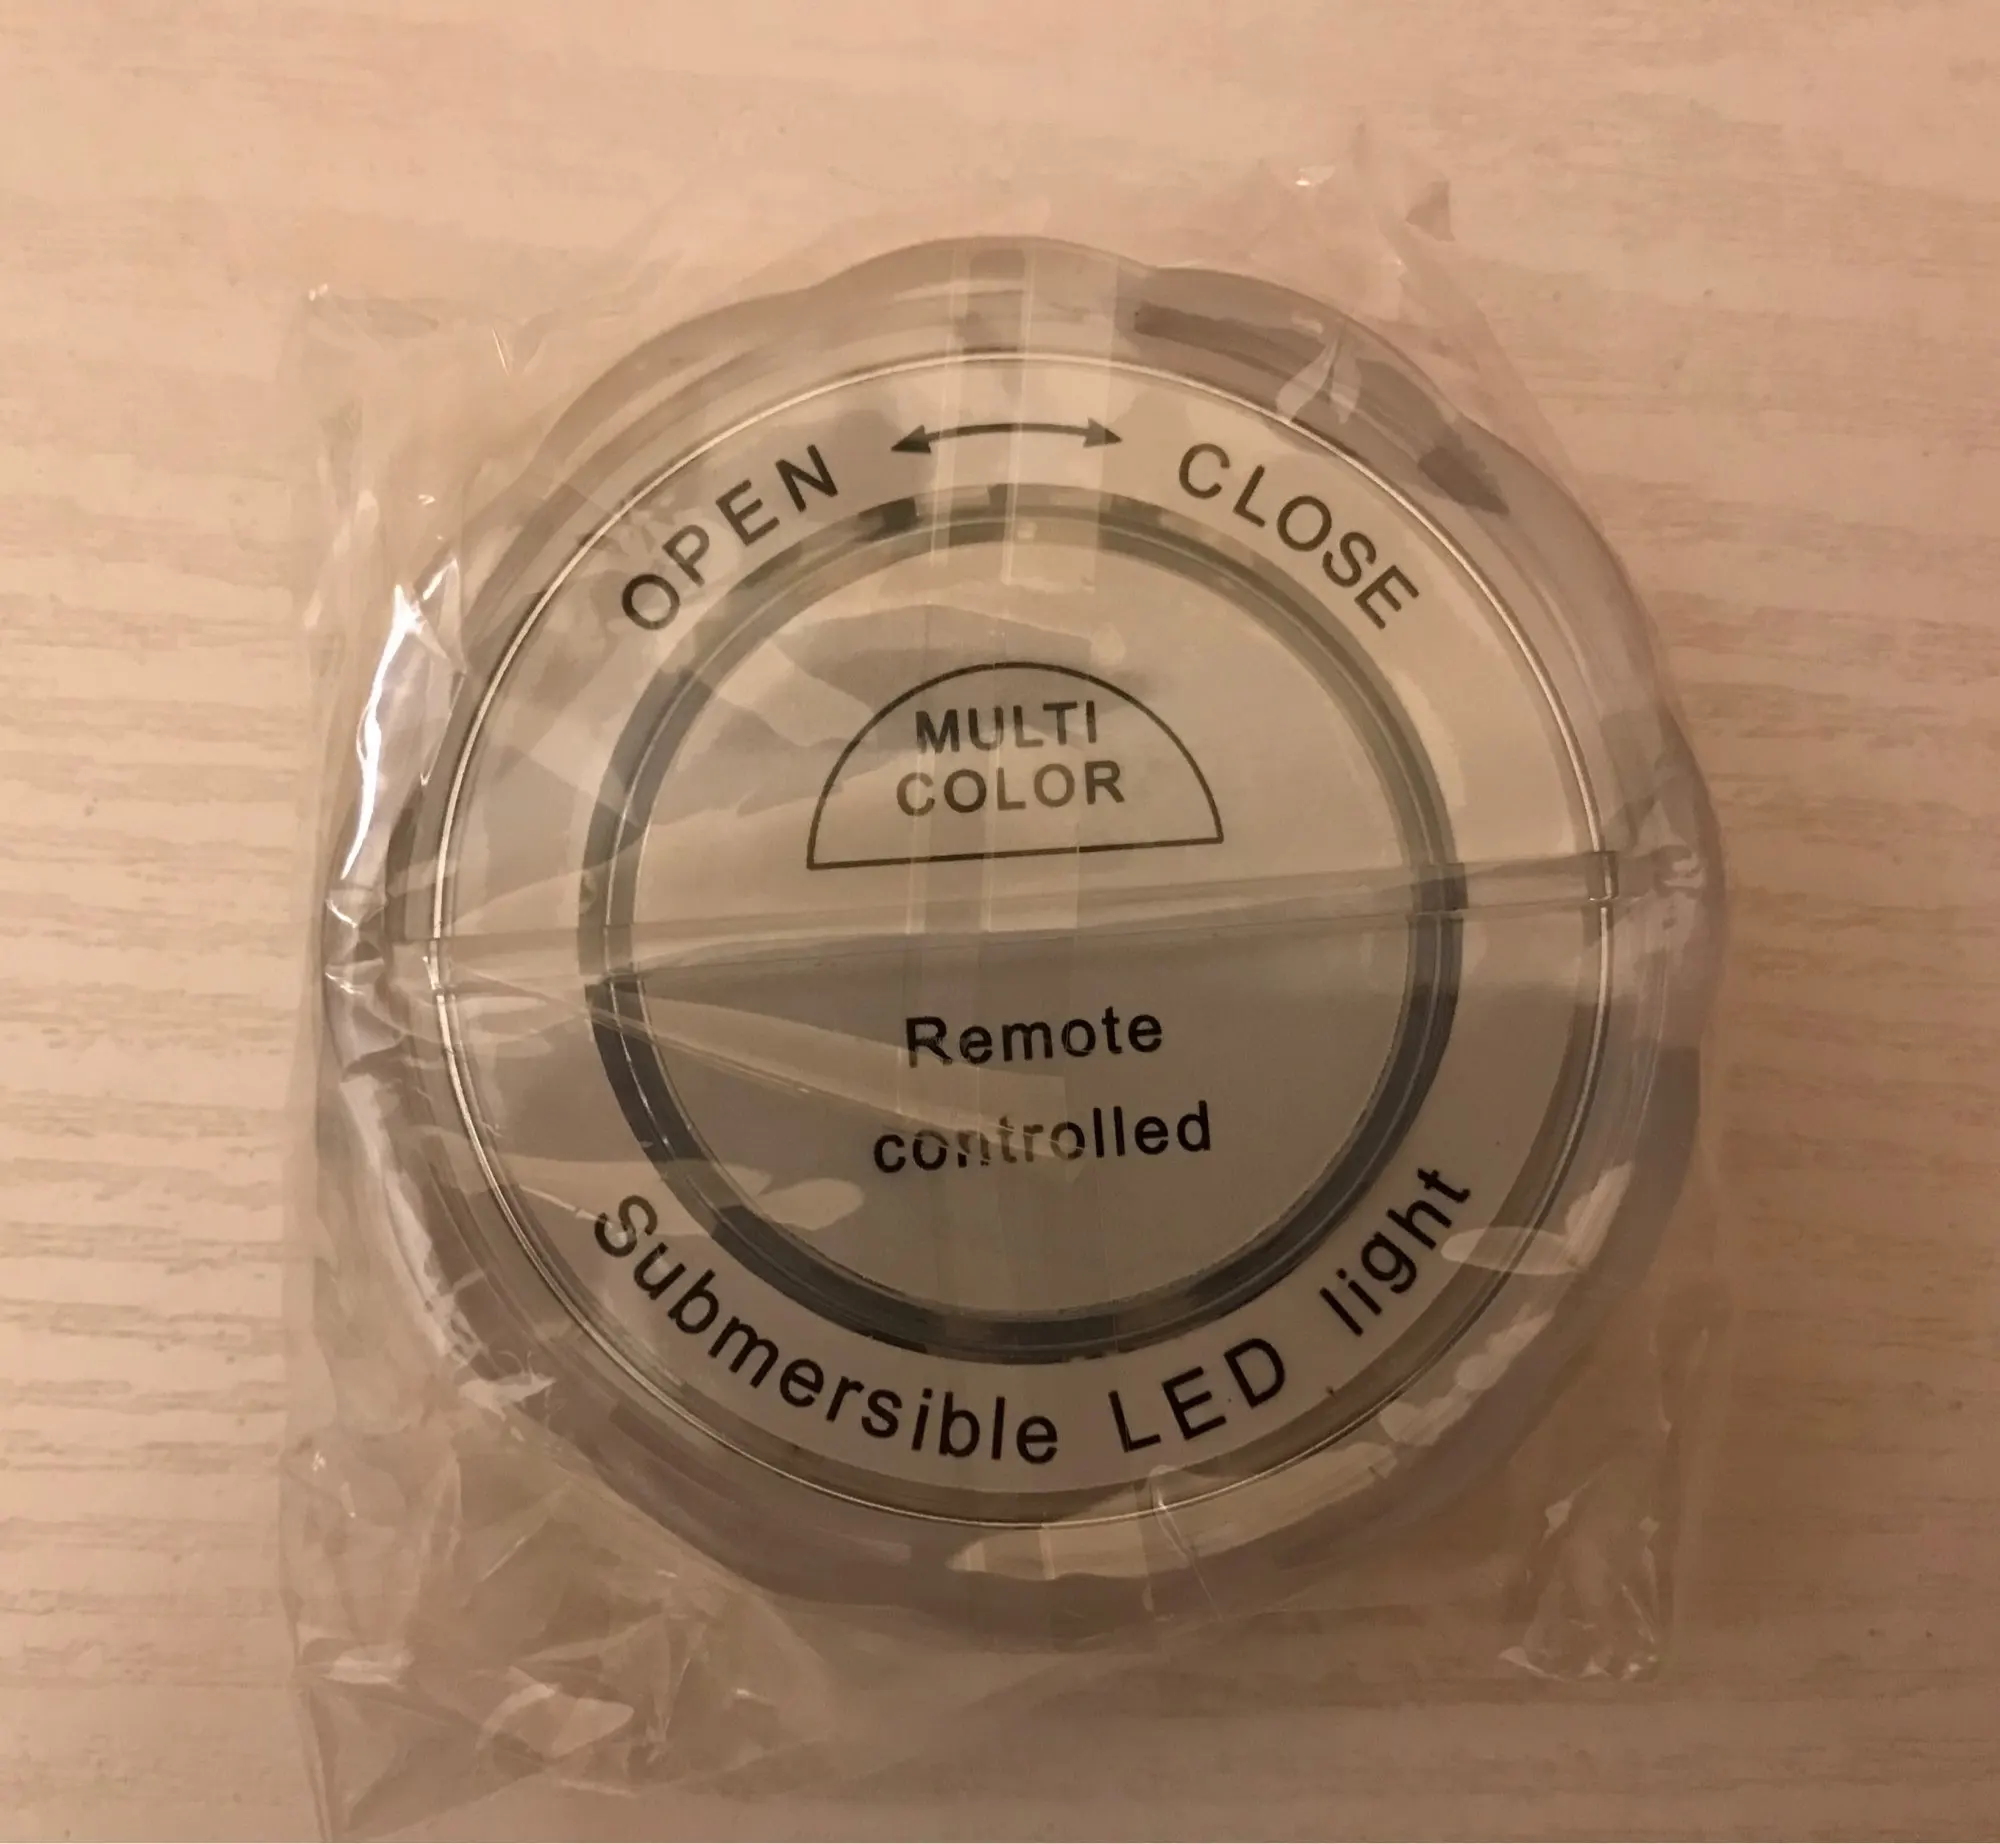 OPEN CLOSE
MULTI
COLOR
Remote
controlled
Submersible LED light